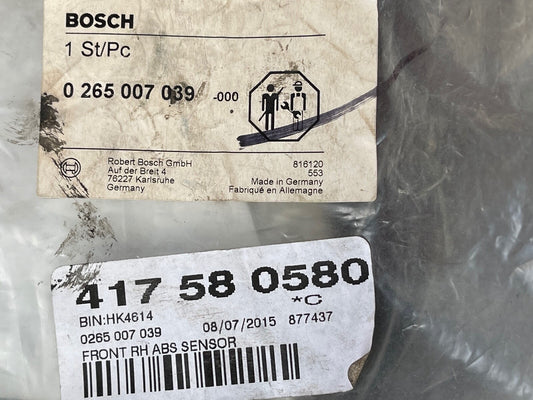 BOSCH
1 St/Pc
0 265 007 039 -000
Robert Bosch GmbH
Auf der Breit 4
76227 Karlsruhe
Germany
816120
553
Made in Germany
Fabriqué en Allemagne
417 58 0580
*C
BIN:HK4614
0265 007 039 08/07/2015 877437
FRONT RH ABS SENSOR